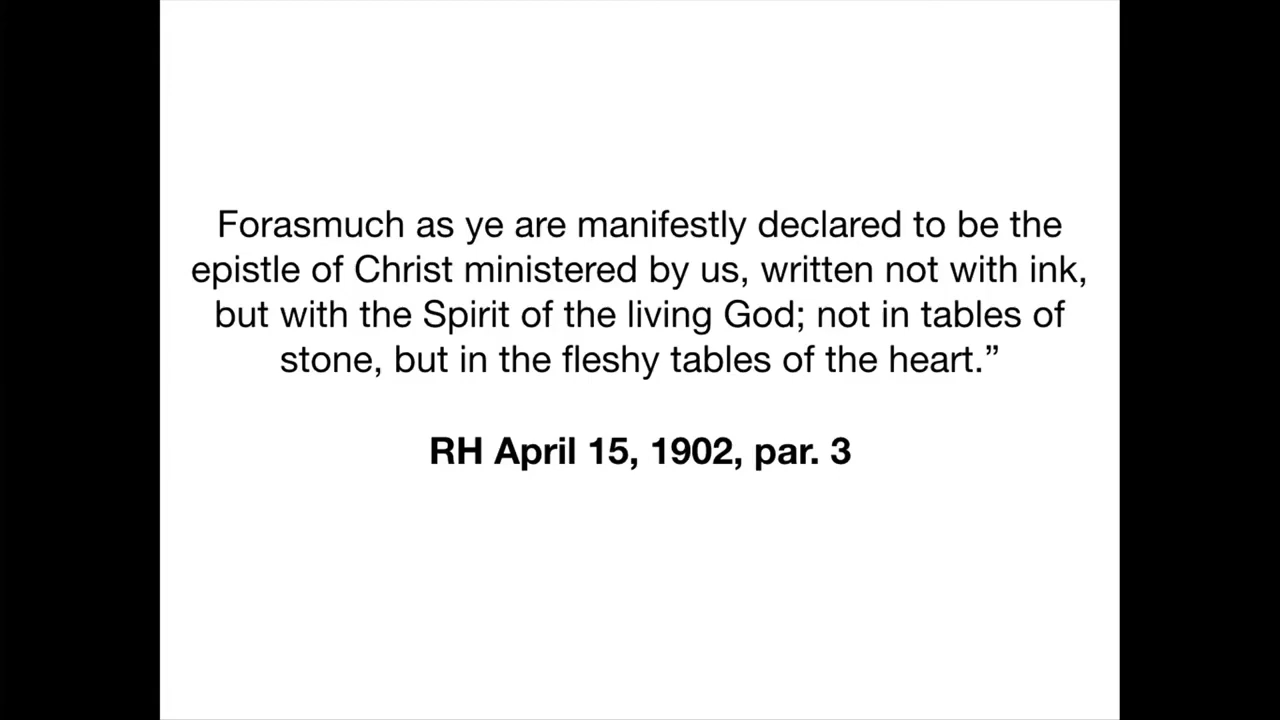 Forasmuch as ye are manifestly declared to be the
epistle of Christ ministered by us, written not with ink,
but with the Spirit of the living God; not in tables of
stone, but in the fleshy tables of the heart.”
RH April 15, 1902, par. 3